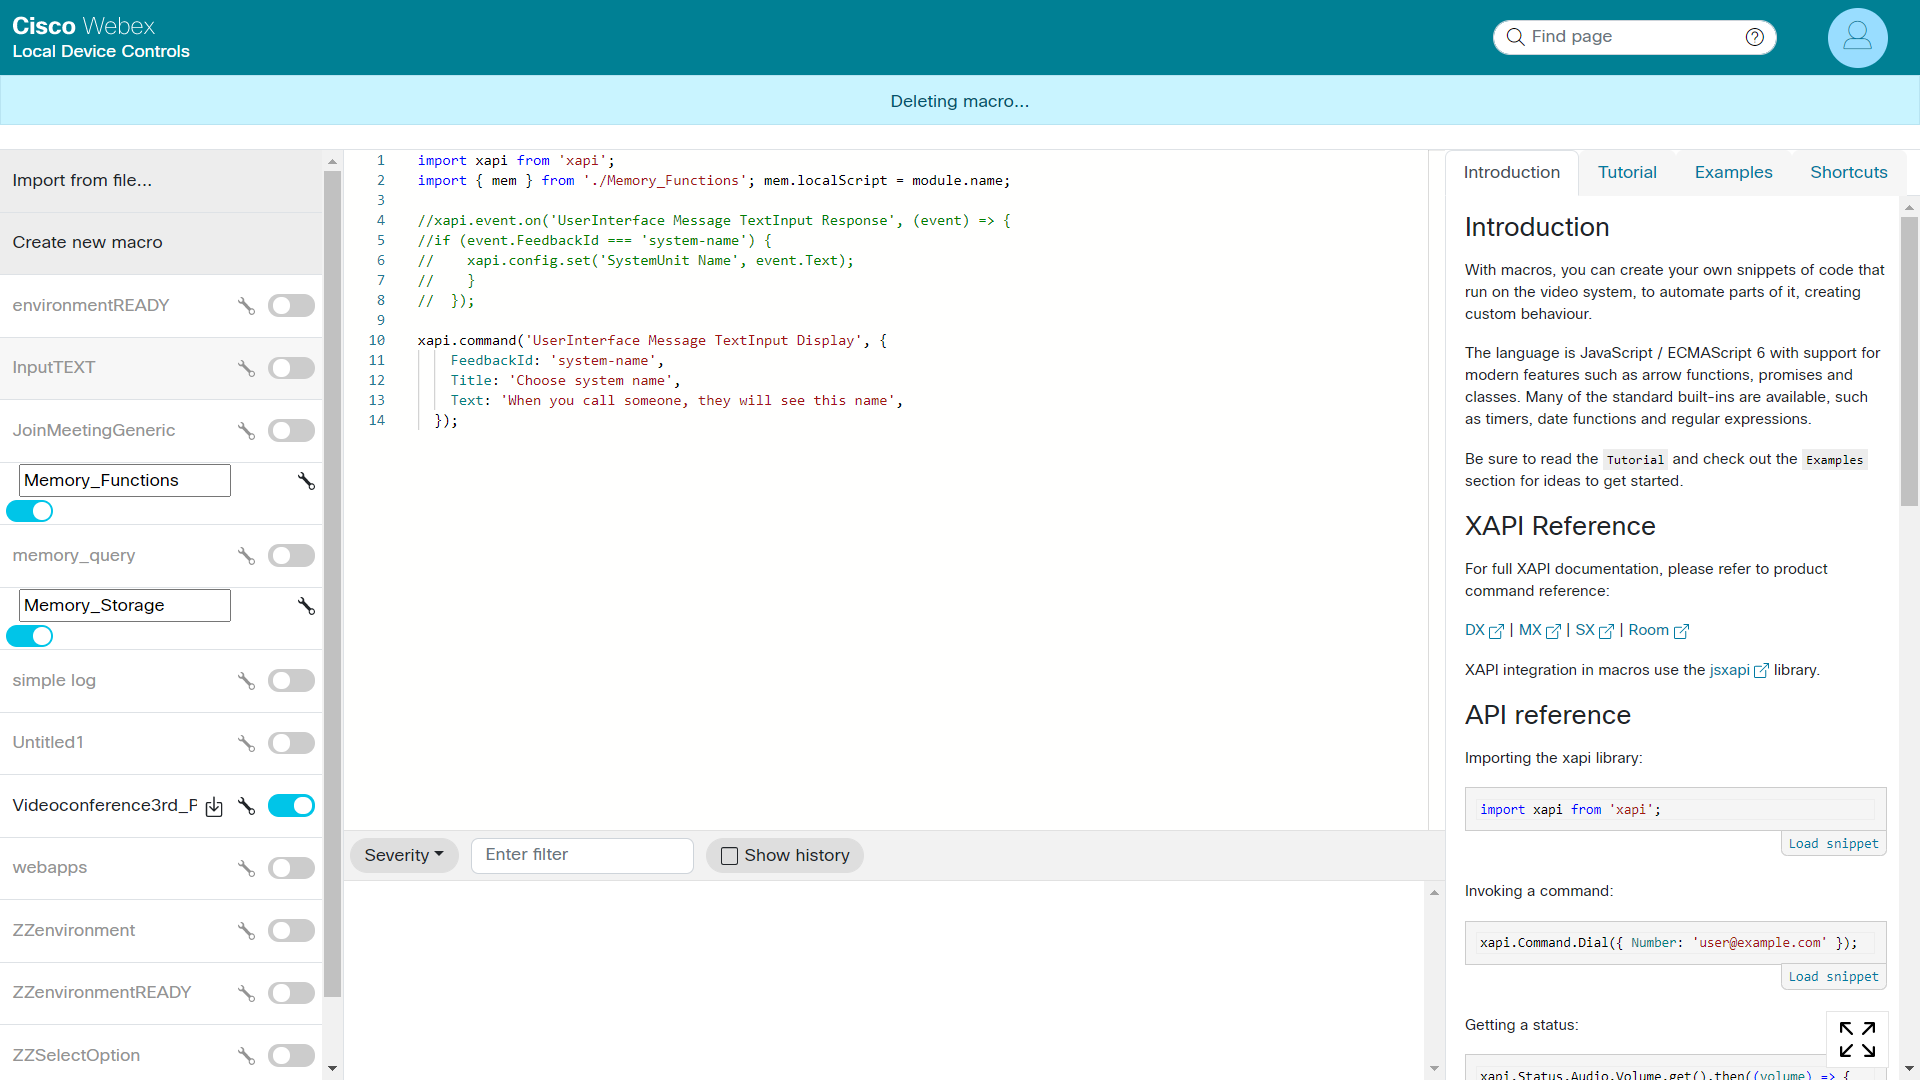 Cisco Webex
Local Device Controls
Find page
Deleting macro...
Import from file...
Create new macro
environmentREADY
InputTEXT
JoinMeetingGeneric
Memory_Functions
memory_query
Memory_Storage
simple log
Untitled1
Videoconference3rd_P
webapps
ZZenvironment
ZZenvironmentREADY
ZZSelectOption
1 import xapi from 'xapi';
2 import { mem } from './Memory_Functions'; mem.localScript = module.name;
3
4 //xapi.event.on('UserInterface Message TextInput Response', (event) => {
5 //if (event.FeedbackId === 'system-name') {
6 //    xapi.config.set('SystemUnit Name', event.Text);
7 //    }
8 //  });
9
10 xapi.command('UserInterface Message TextInput Display', {
11     FeedbackId: 'system-name',
12     Title: 'Choose system name',
13     Text: 'When you call someone, they will see this name',
14   });
Severity
Enter filter
Show history
Introduction Tutorial Examples Shortcuts
Introduction
With macros, you can create your own snippets of code that
run on the video system, to automate parts of it, creating
custom behaviour.
The language is JavaScript / ECMAScript 6 with support for
modern features such as arrow functions, promises and
classes. Many of the standard built-ins are available, such
as timers, date functions and regular expressions.
Be sure to read the Tutorial and check out the Examples
section for ideas to get started.
XAPI Reference
For full XAPI documentation, please refer to product
command reference:
DX | MX | SX | Room
XAPI integration in macros use the jsxapi library.
API reference
Importing the xapi library:
import xapi from 'xapi';
Load snippet
Invoking a command:
xapi.Command.Dial({ Number: 'user@example.com' });
Load snippet
Getting a status:
xapi.Status.Audio.Volume.get().then((volume) => {